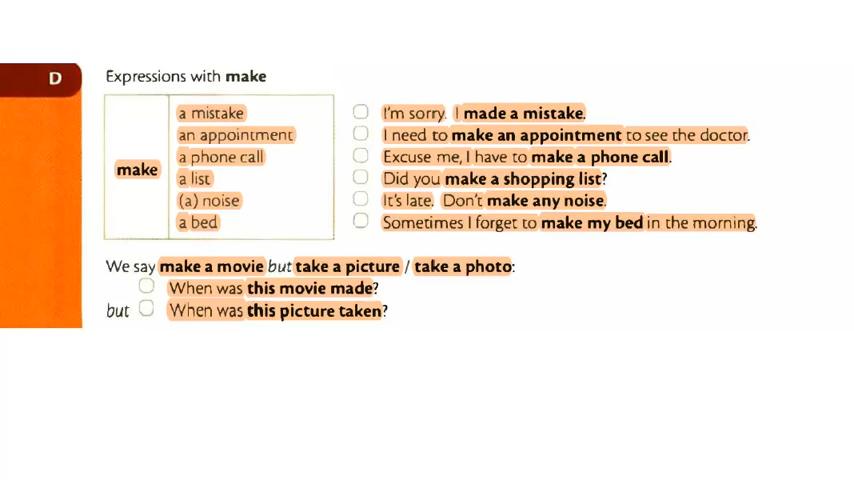 D
Expressions with make
make
a mistake
an appointment
a phone call
a list
(a) noise
a bed
I'm sorry. I made a mistake.
I need to make an appointment to see the doctor.
Excuse me, I have to make a phone call.
Did you make a shopping list?
It's late. Don't make any noise.
Sometimes I forget to make my bed in the morning.
We say make a movie but take a picture / take a photo:
When was this movie made?
but When was this picture taken?